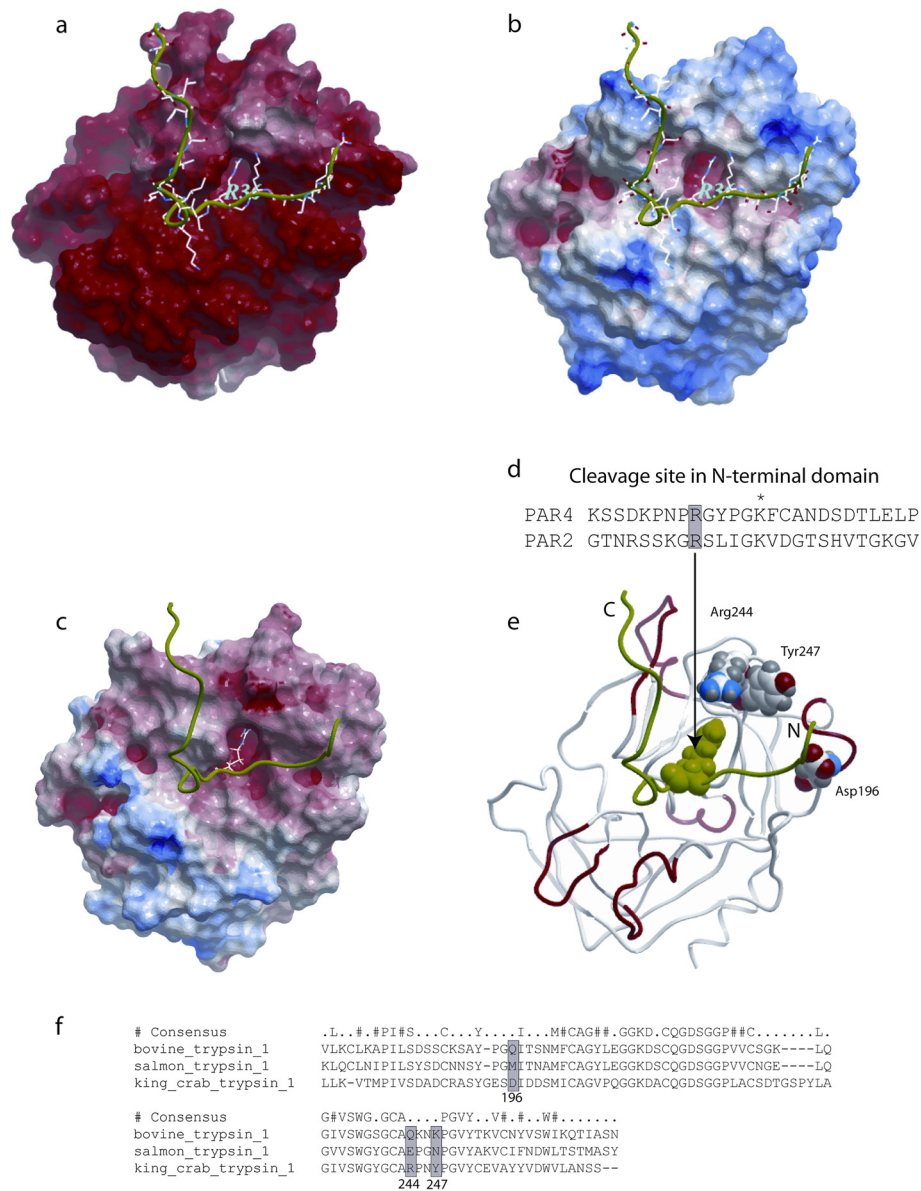 a
b
R3
R3
d
Cleavage site in N-terminal domain
*
PAR4 KSSDKPNPRGYPGKFCANDSDTLELP
PAR2 GTNRSSKGRSLIGKVDGTSHVTGKGV
c
e
C
Arg244
Tyr247
N
Asp196
f
# Consensus .L..#.#PI#S...C...Y....I...M#CAG##.GGKD.CQGDSGGP##C.......L.
bovine_trypsin_1 VLKCLKAPILSDSSCKSAY-PGQITSNMFCAGYLEGGKDSCQGDSGGPVVCSGK----LQ
salmon_trypsin_1 KLQCLNIPILSYSDCNNSY-PGMITNAMFCAGYLEGGKDSCQGDSGGPVVCNGE----LQ
king_crab_trypsin_1 LLK-VTMPIVSDADCRASYGESDIDDSMICAGVPQGGKDACQGDSGGPLACSDTGSPYLA
196
# Consensus G#VSWG.GCA....PGVY..V#.#..W#.......
bovine_trypsin_1 GIVSWGSGCAQKNKPGVYTKVCNYVSWIKQTIASN
salmon_trypsin_1 GVVSWGYGCAEPGNPGVYAKVCIFNDWLTSTMASY
king_crab_trypsin_1 GIVSWGYGCARPNYPGVYCEVAYYVDWVLANSS--
244 247